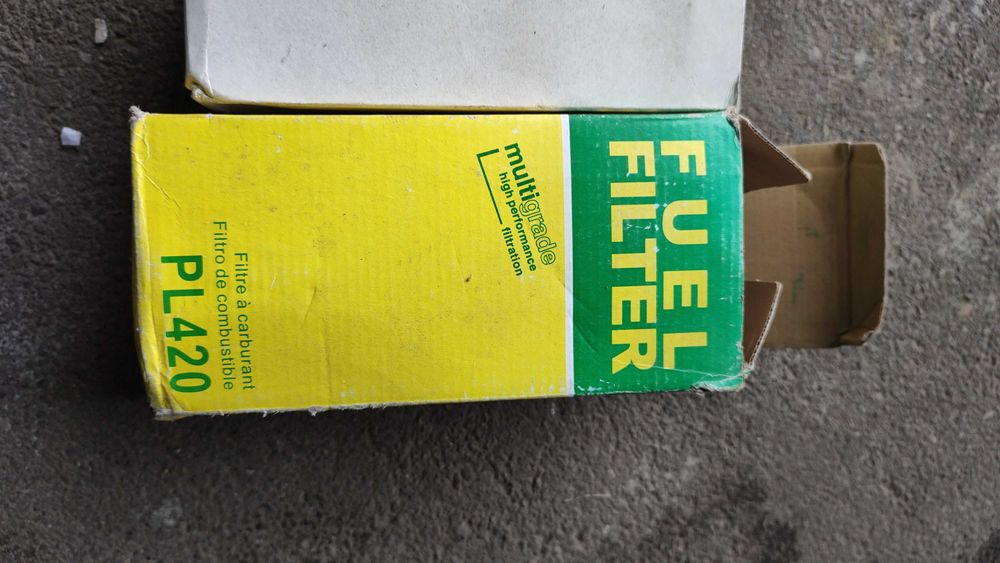 FUEL
FILTER
multigrade
high performance
filtration
Filtre à carburant
Filtro de combustible
PL420